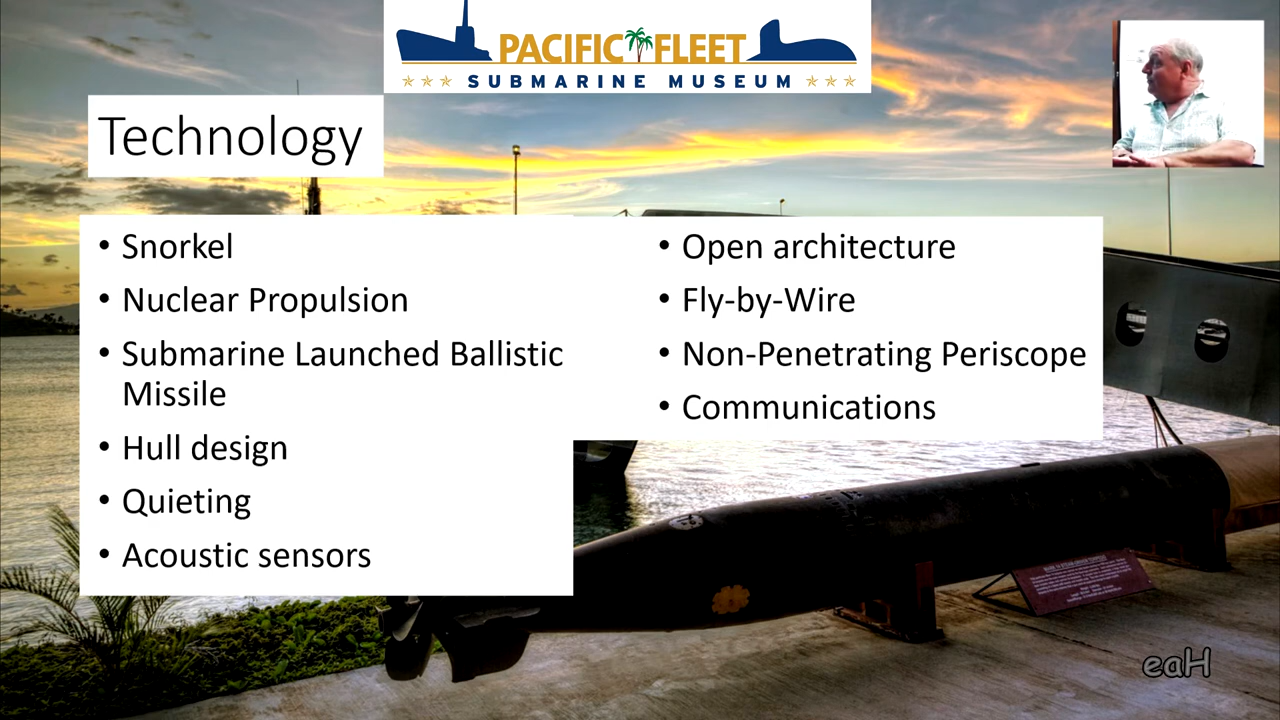 PACIFIC FLEET
SUBMARINE MUSEUM
Technology
• Snorkel
• Nuclear Propulsion
• Submarine Launched Ballistic
Missile
• Hull design
• Quieting
• Acoustic sensors
• Open architecture
• Fly-by-Wire
• Non-Penetrating Periscope
• Communications
eaH